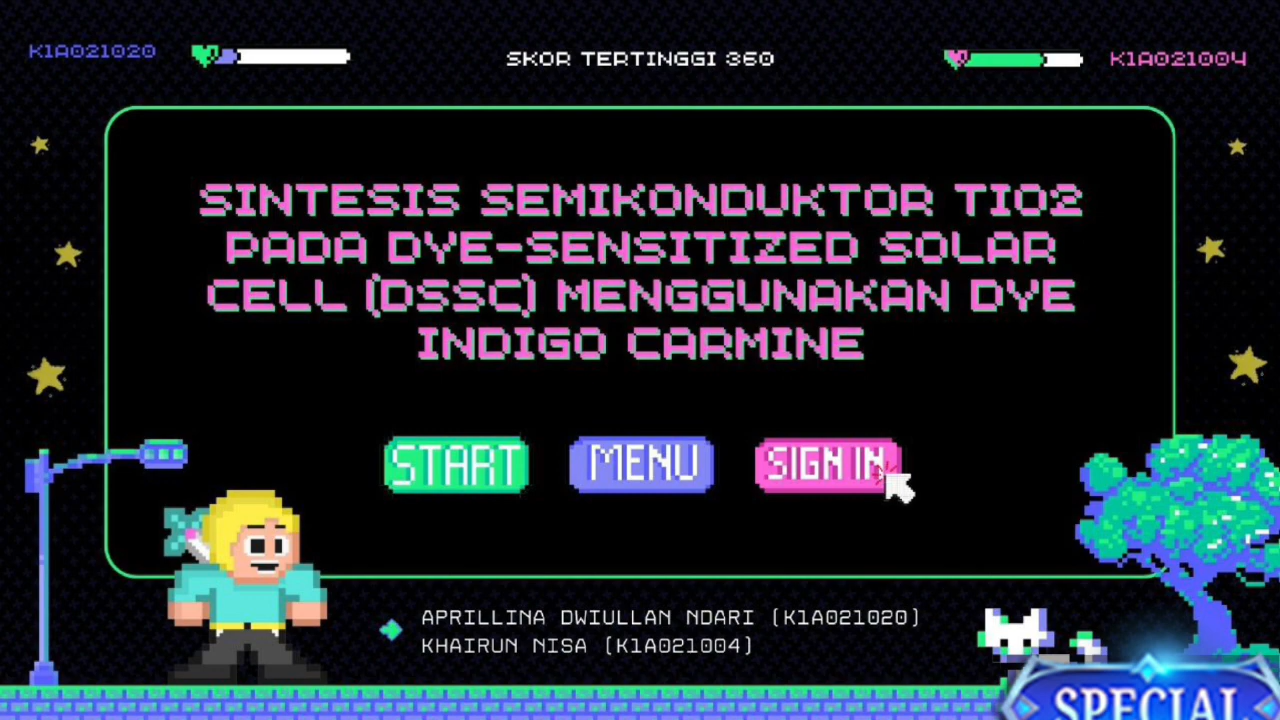 K1A021020
SKOR TERTINGGI 360
K1A021004
SINTESIS SEMIKONDUKTOR TIO2
PADA DYE-SENSITIZED SOLAR
CELL (DSSC) MENGGUNAKAN DYE
INDIGO CARMINE
START
MENU
SIGN IN
APRILLINA DWIULLAN NDARI (K1A021020)
KHAIRUN NISA (K1A021004)
SPECIAL